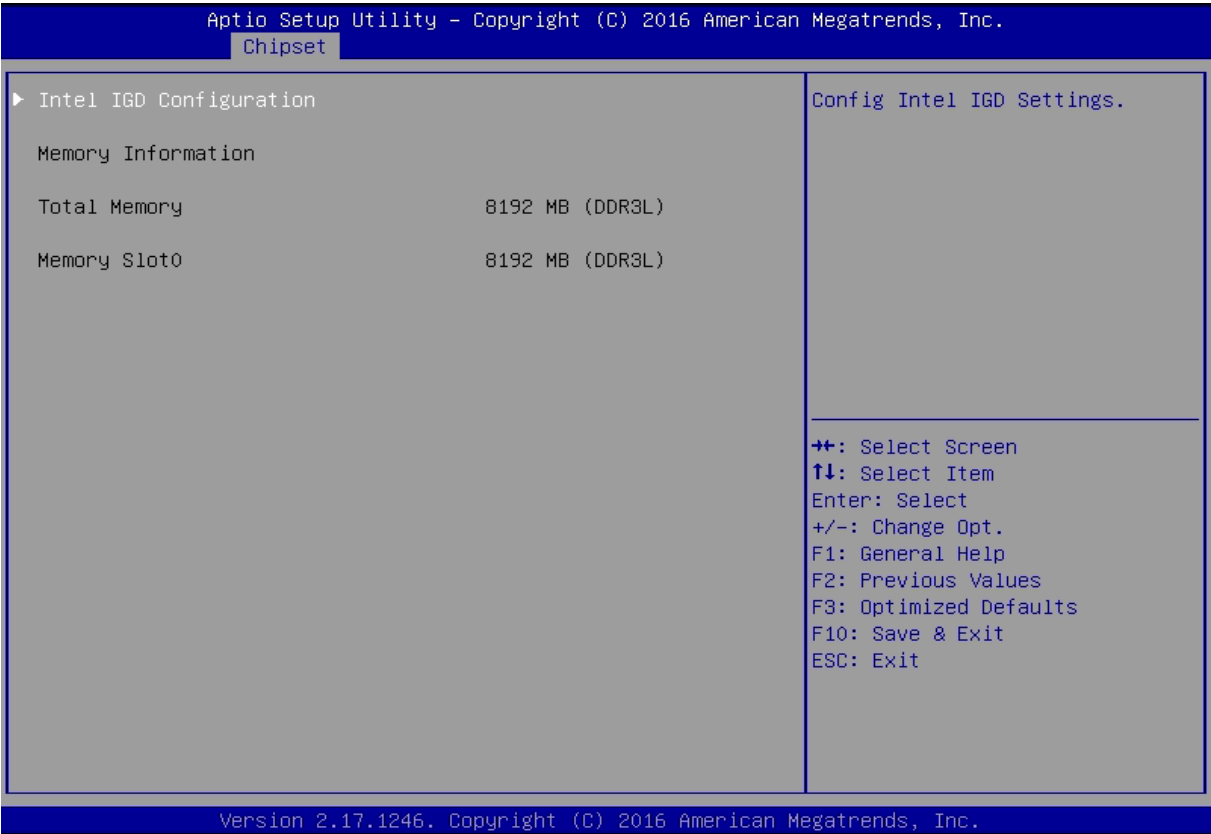 Aptio Setup Utility – Copyright (C) 2016 American Megatrends, Inc.
Chipset
▶ Intel IGD Configuration
Memory Information
Total Memory 8192 MB (DDR3L)
Memory Slot0 8192 MB (DDR3L)
Config Intel IGD Settings.
→←: Select Screen
↑↓: Select Item
Enter: Select
+/-: Change Opt.
F1: General Help
F2: Previous Values
F3: Optimized Defaults
F10: Save & Exit
ESC: Exit
Version 2.17.1246. Copyright (C) 2016 American Megatrends, Inc.